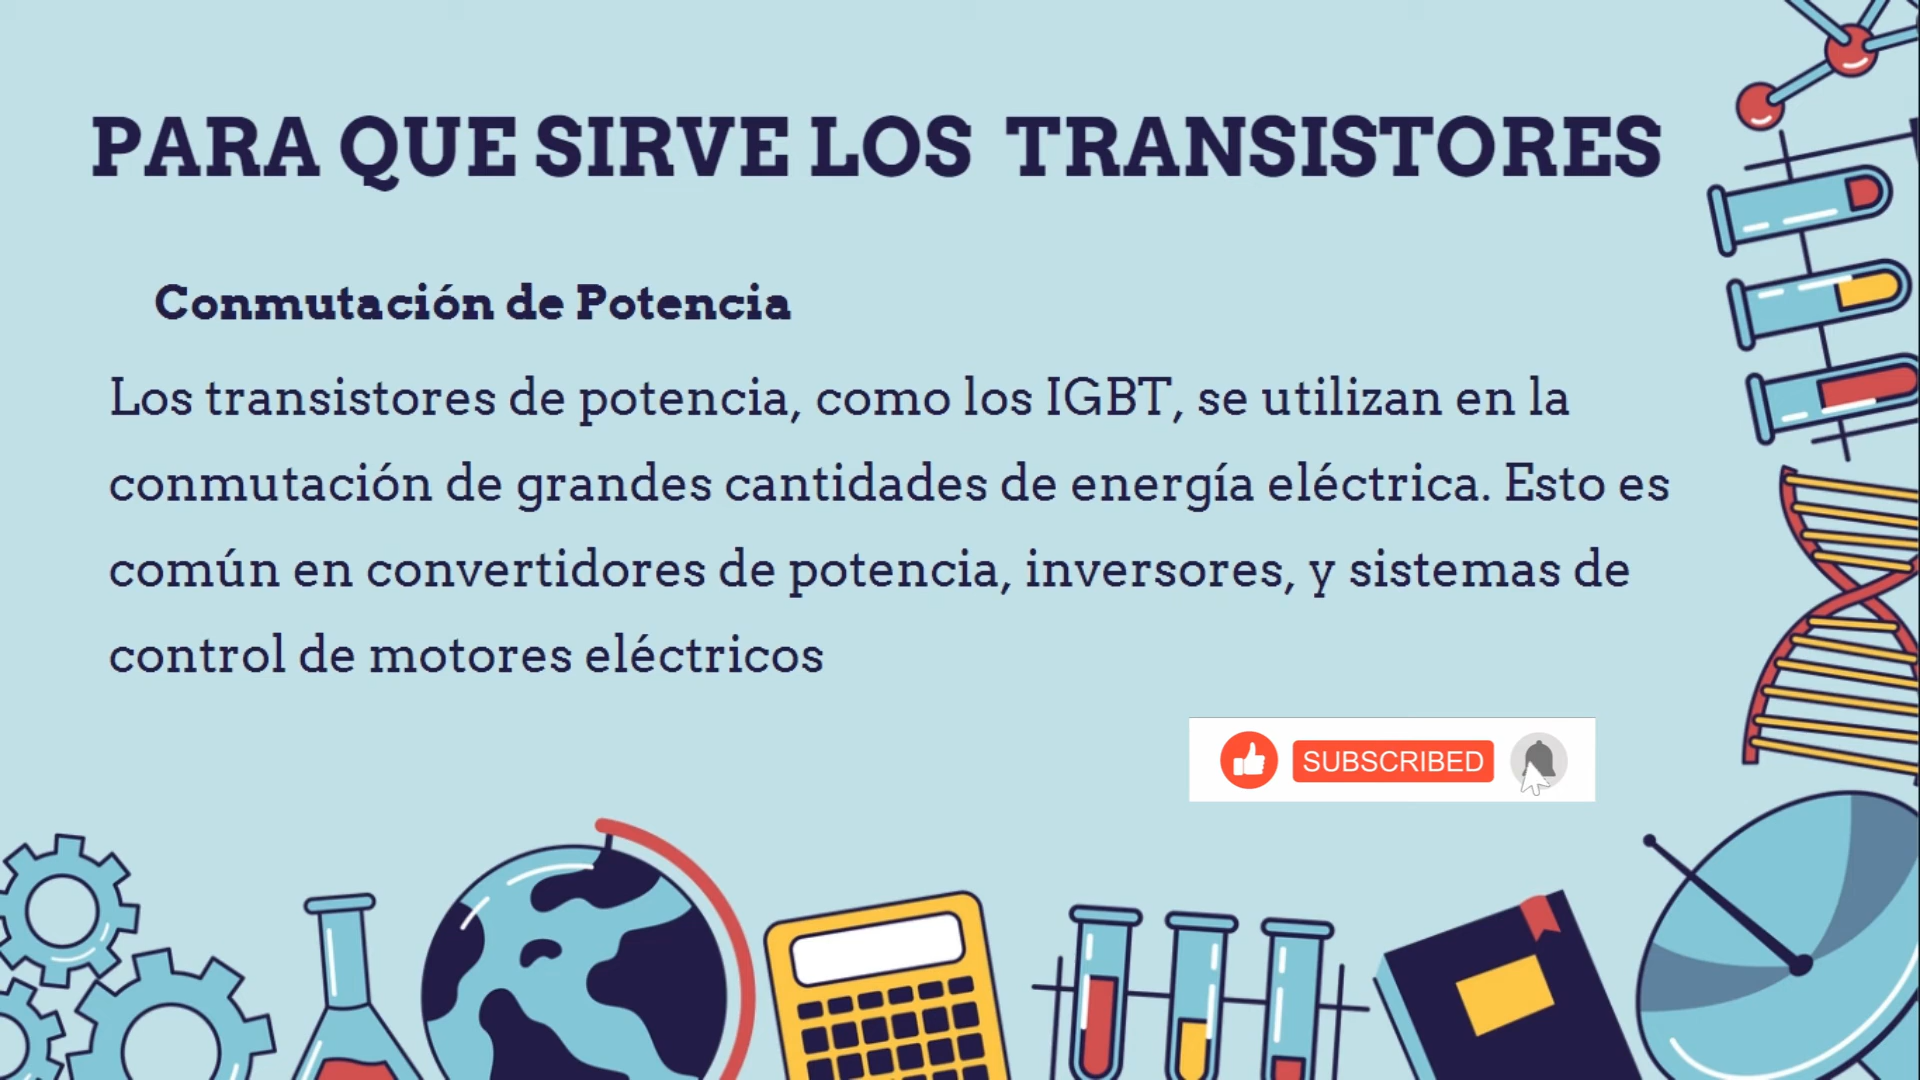 PARA QUE SIRVE LOS TRANSISTORES
Conmutación de Potencia
Los transistores de potencia, como los IGBT, se utilizan en la
conmutación de grandes cantidades de energía eléctrica. Esto es
común en convertidores de potencia, inversores, y sistemas de
control de motores eléctricos
SUBSCRIBED